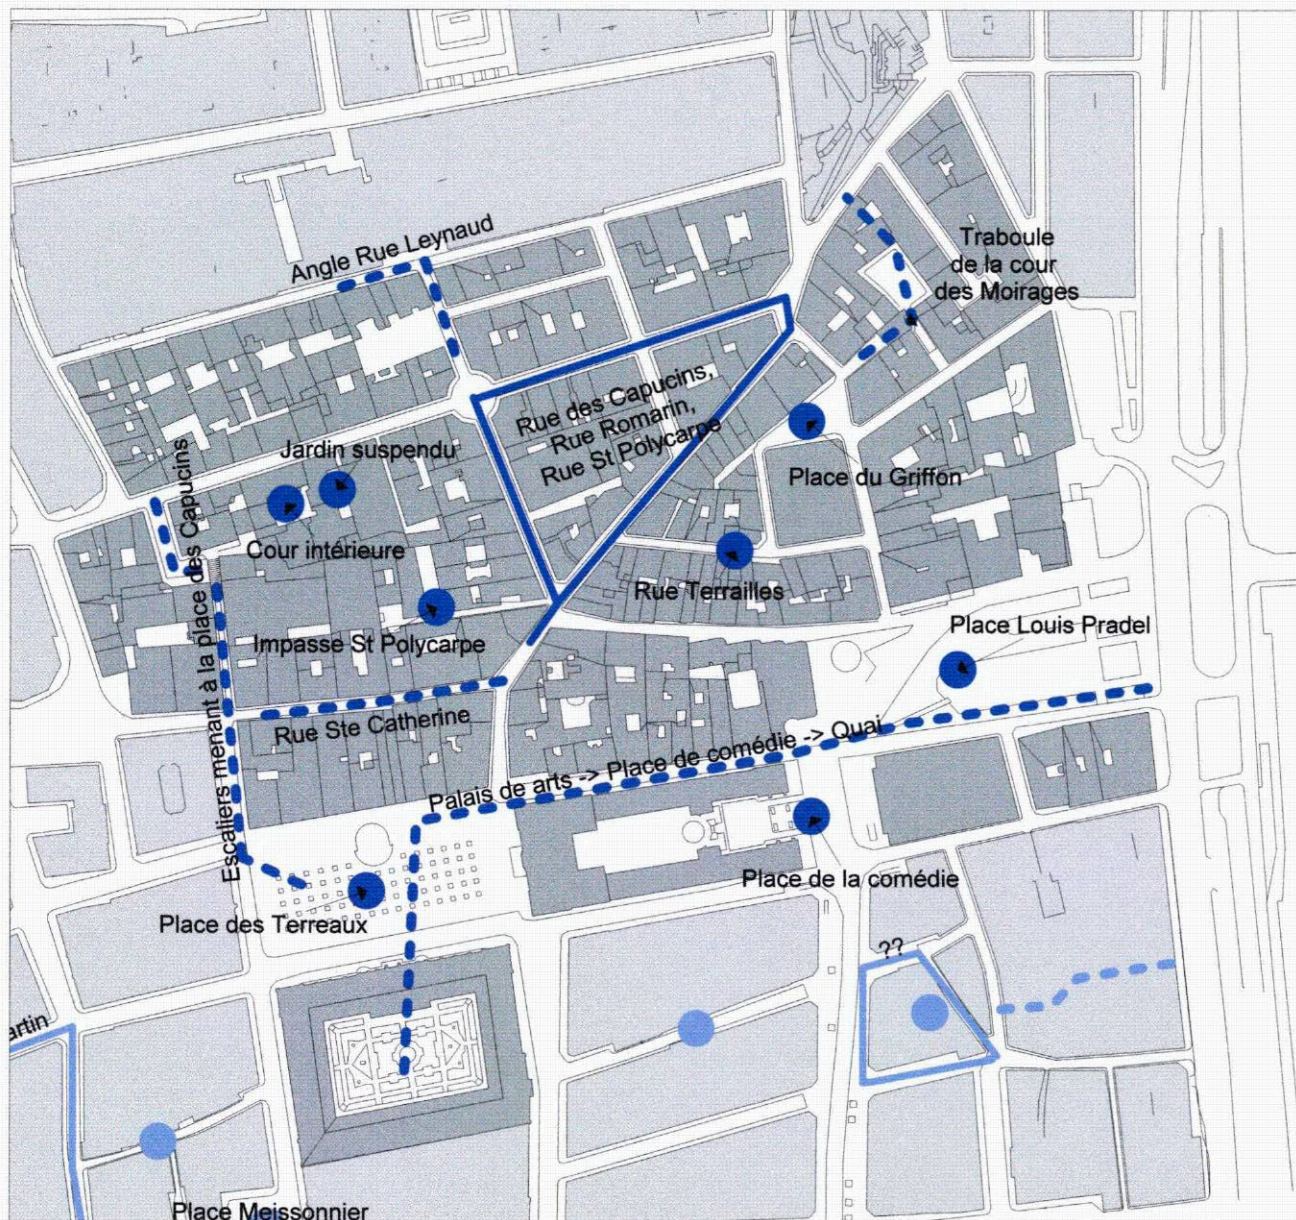 Angle Rue Leynaud
Traboule
de la cour
des Moirages
Rue des Capucins,
Rue Romarin,
Rue St Polycarpe
Jardin suspendu
Place du Griffon
Cour intérieure
Rue Terrailles
Impasse St Polycarpe
Place Louis Pradel
Escaliers menant à la place des Capucins
Rue Ste Catherine
Palais de arts -> Place de comédie -> Quai
Place de la comédie
Place des Terreaux
??
artin
Place Meissonnier